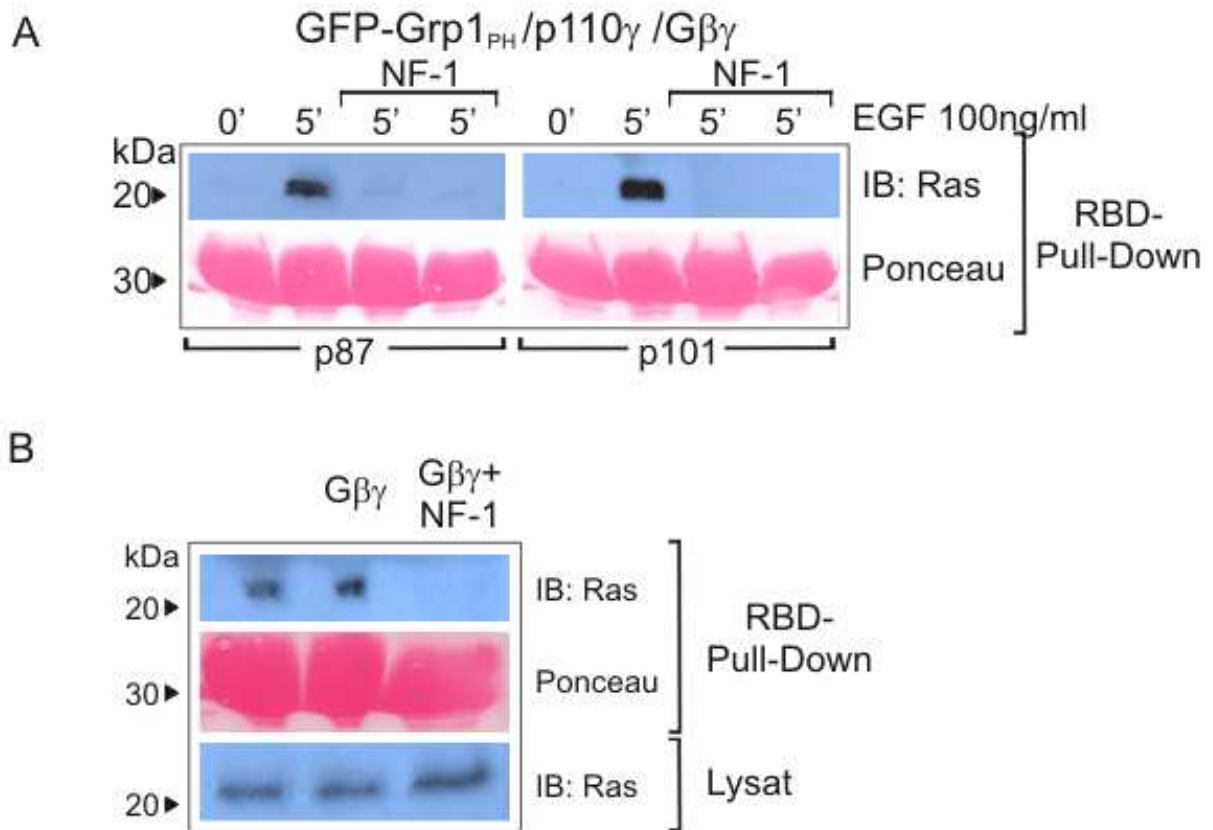 A
GFP-Grp1PH/p110γ/Gβγ
NF-1 NF-1
0' 5' 5' 5' 0' 5' 5' 5' EGF 100ng/ml
kDa
20 IB: Ras
30 Ponceau
RBD-
Pull-Down
p87 p101
B
Gβγ Gβγ+
NF-1
kDa
20 IB: Ras
30 Ponceau
RBD-
Pull-Down
20 IB: Ras Lysat